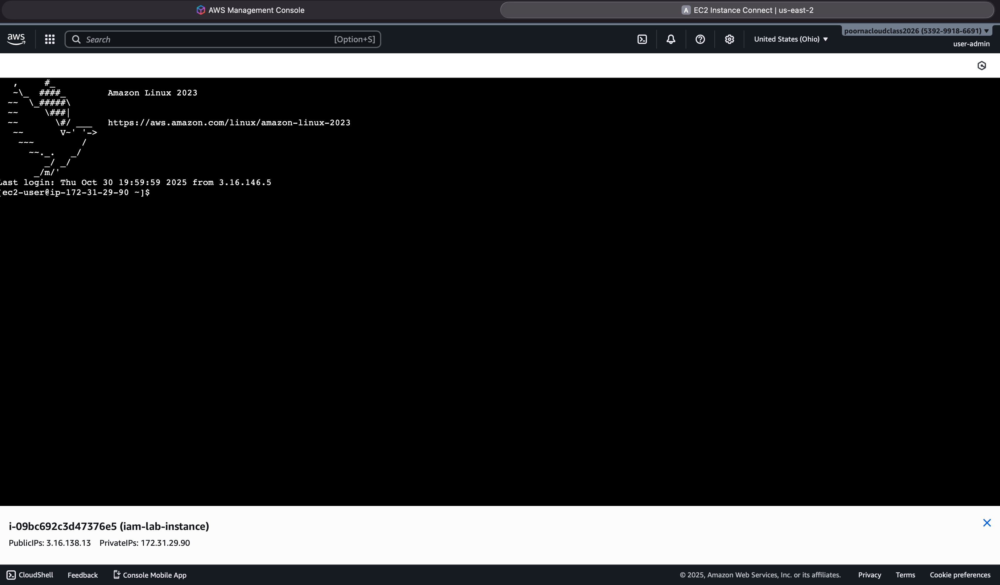 AWS Management Console
A EC2 Instance Connect | us-east-2
aws
Search [Option+S]
United States (Ohio)
poornacloudclass2026 (5392-9918-6691)
user-admin
   ,     #_
  ~\_  ####_        Amazon Linux 2023
 ~~  \_#####\
 ~~     \###|
 ~~       \#/ ___   https://aws.amazon.com/linux/amazon-linux-2023
  ~~       V~' '->
   ~~~         /
     ~~._.   _/
        _/ _/
      _/m/'
Last login: Thu Oct 30 19:59:59 2025 from 3.16.146.5
[ec2-user@ip-172-31-29-90 ~]$
i-09bc692c3d47376e5 (iam-lab-instance)
PublicIPs: 3.16.138.13 PrivateIPs: 172.31.29.90
CloudShell Feedback Console Mobile App © 2025, Amazon Web Services, Inc. or its affiliates. Privacy Terms Cookie preferences